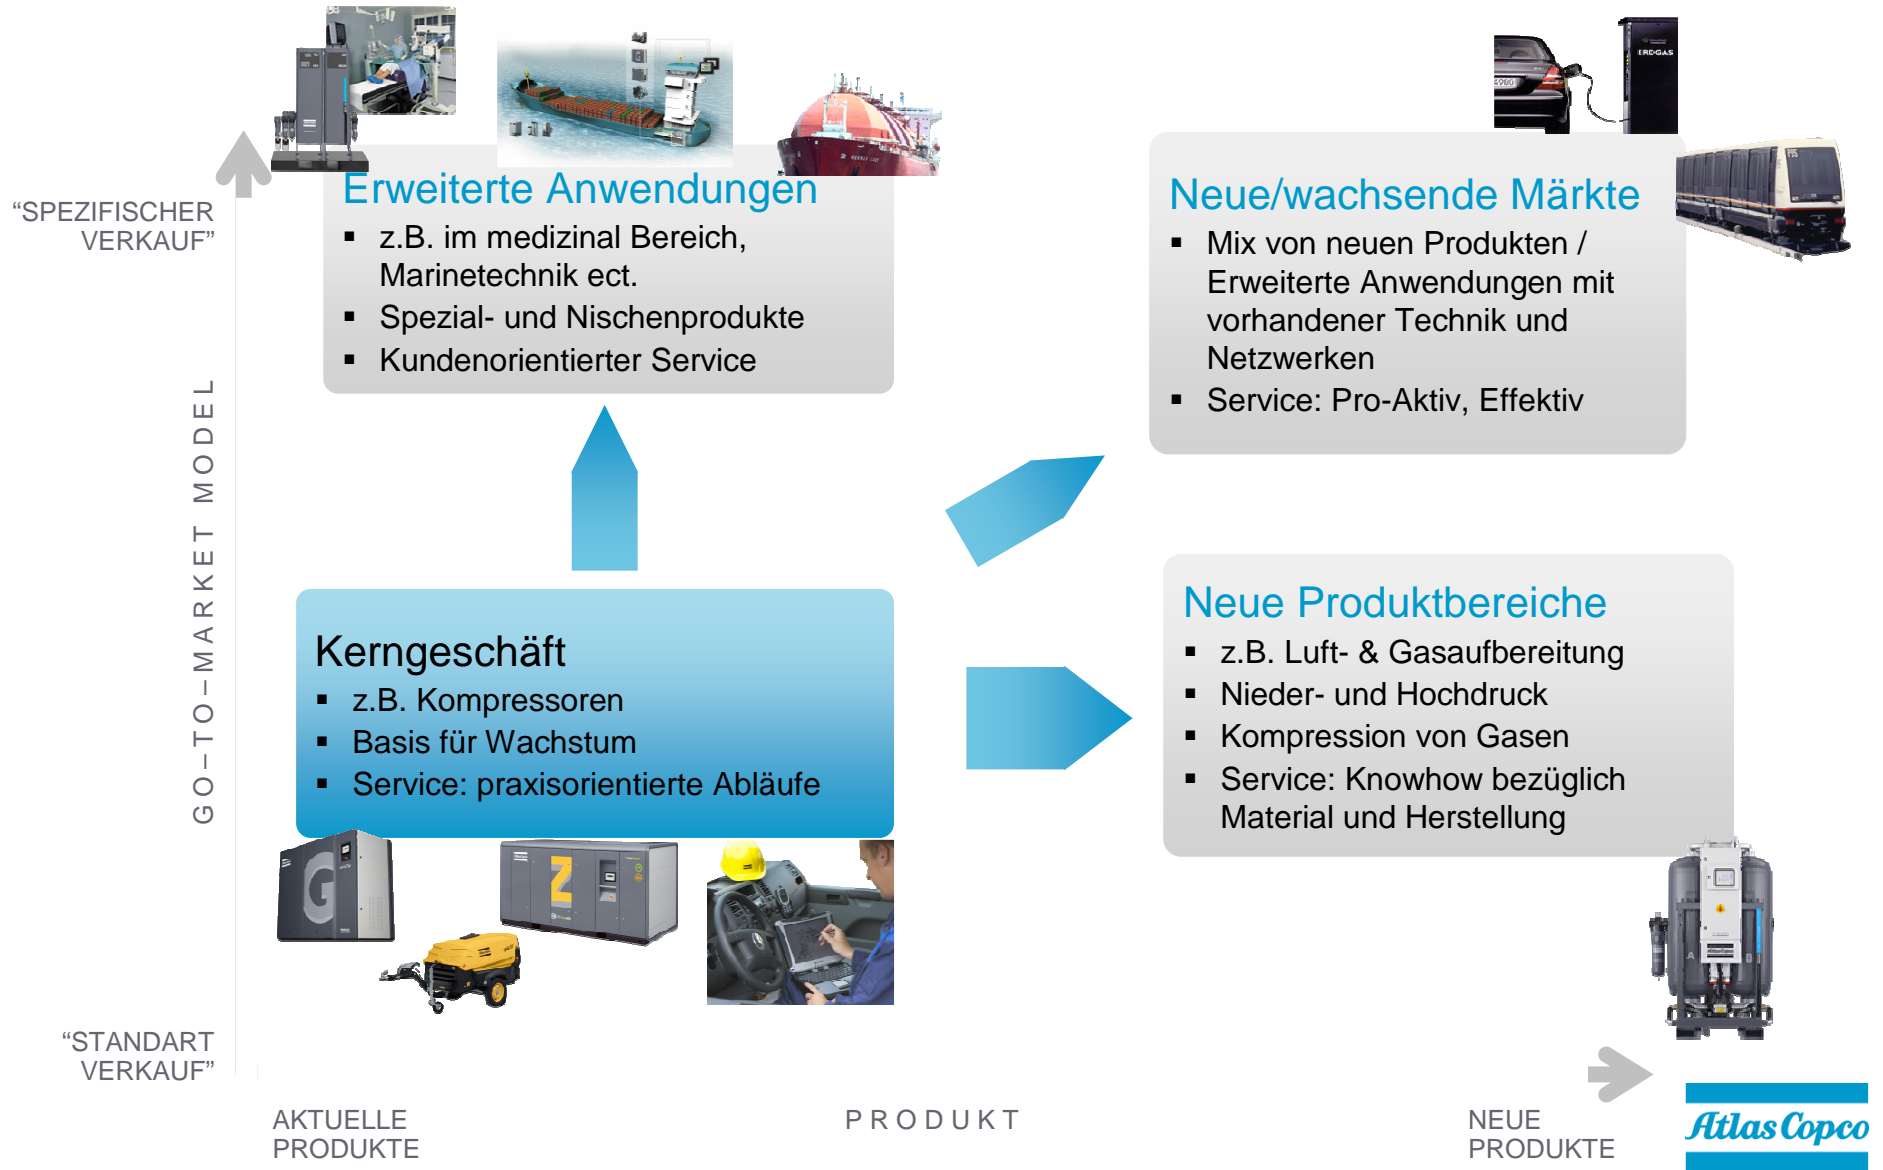 ERDGAS
“SPEZIFISCHER
VERKAUF”
Erweiterte Anwendungen
z.B. im medizinal Bereich,
Marinetechnik ect.
Spezial- und Nischenprodukte
Kundenorientierter Service
Neue/wachsende Märkte
Mix von neuen Produkten /
Erweiterte Anwendungen mit
vorhandener Technik und
Netzwerken
Service: Pro-Aktiv, Effektiv
GO–TO–MARKET MODEL
Kerngeschäft
z.B. Kompressoren
Basis für Wachstum
Service: praxisorientierte Abläufe
Neue Produktbereiche
z.B. Luft- & Gasaufbereitung
Nieder- und Hochdruck
Kompression von Gasen
Service: Knowhow bezüglich
Material und Herstellung
G
Z
A
B
“STANDART
VERKAUF”
AKTUELLE
PRODUKTE
PRODUKT
NEUE
PRODUKTE
Atlas Copco